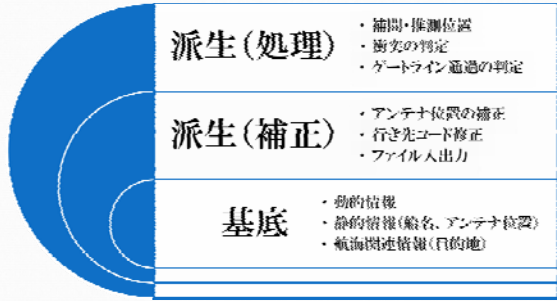 派生(処理)
・補間・推測位置
・衝突の判定
・ゲートライン通過の判定
派生(補正)
・アンテナ位置の補正
・行き先コード修正
・ファイル入出力
基底
・動的情報
・静的情報(船名、アンテナ位置)
・航海関連情報(目的地)